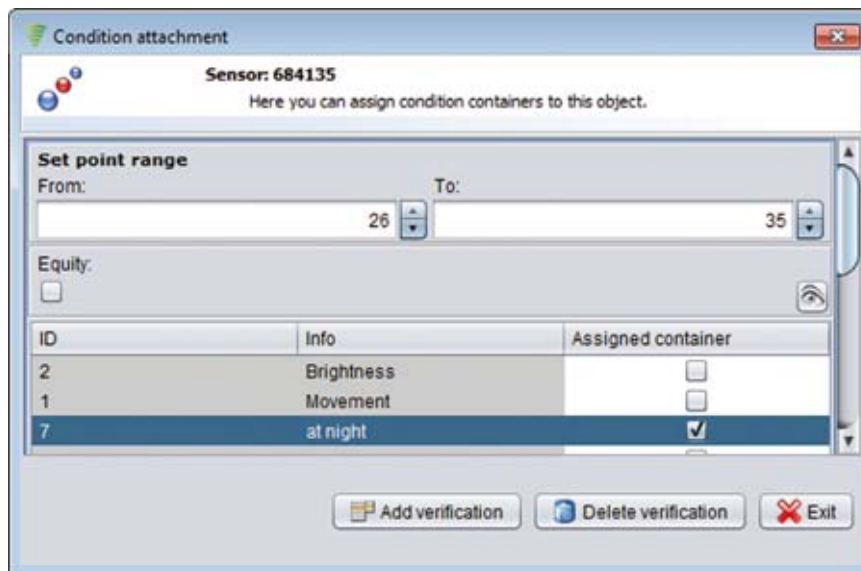 Condition attachment
Sensor: 684135
Here you can assign condition containers to this object.
Set point range
From: To:
26 35
Equity:
ID Info Assigned container
2 Brightness
1 Movement
7 at night
Add verification Delete verification Exit